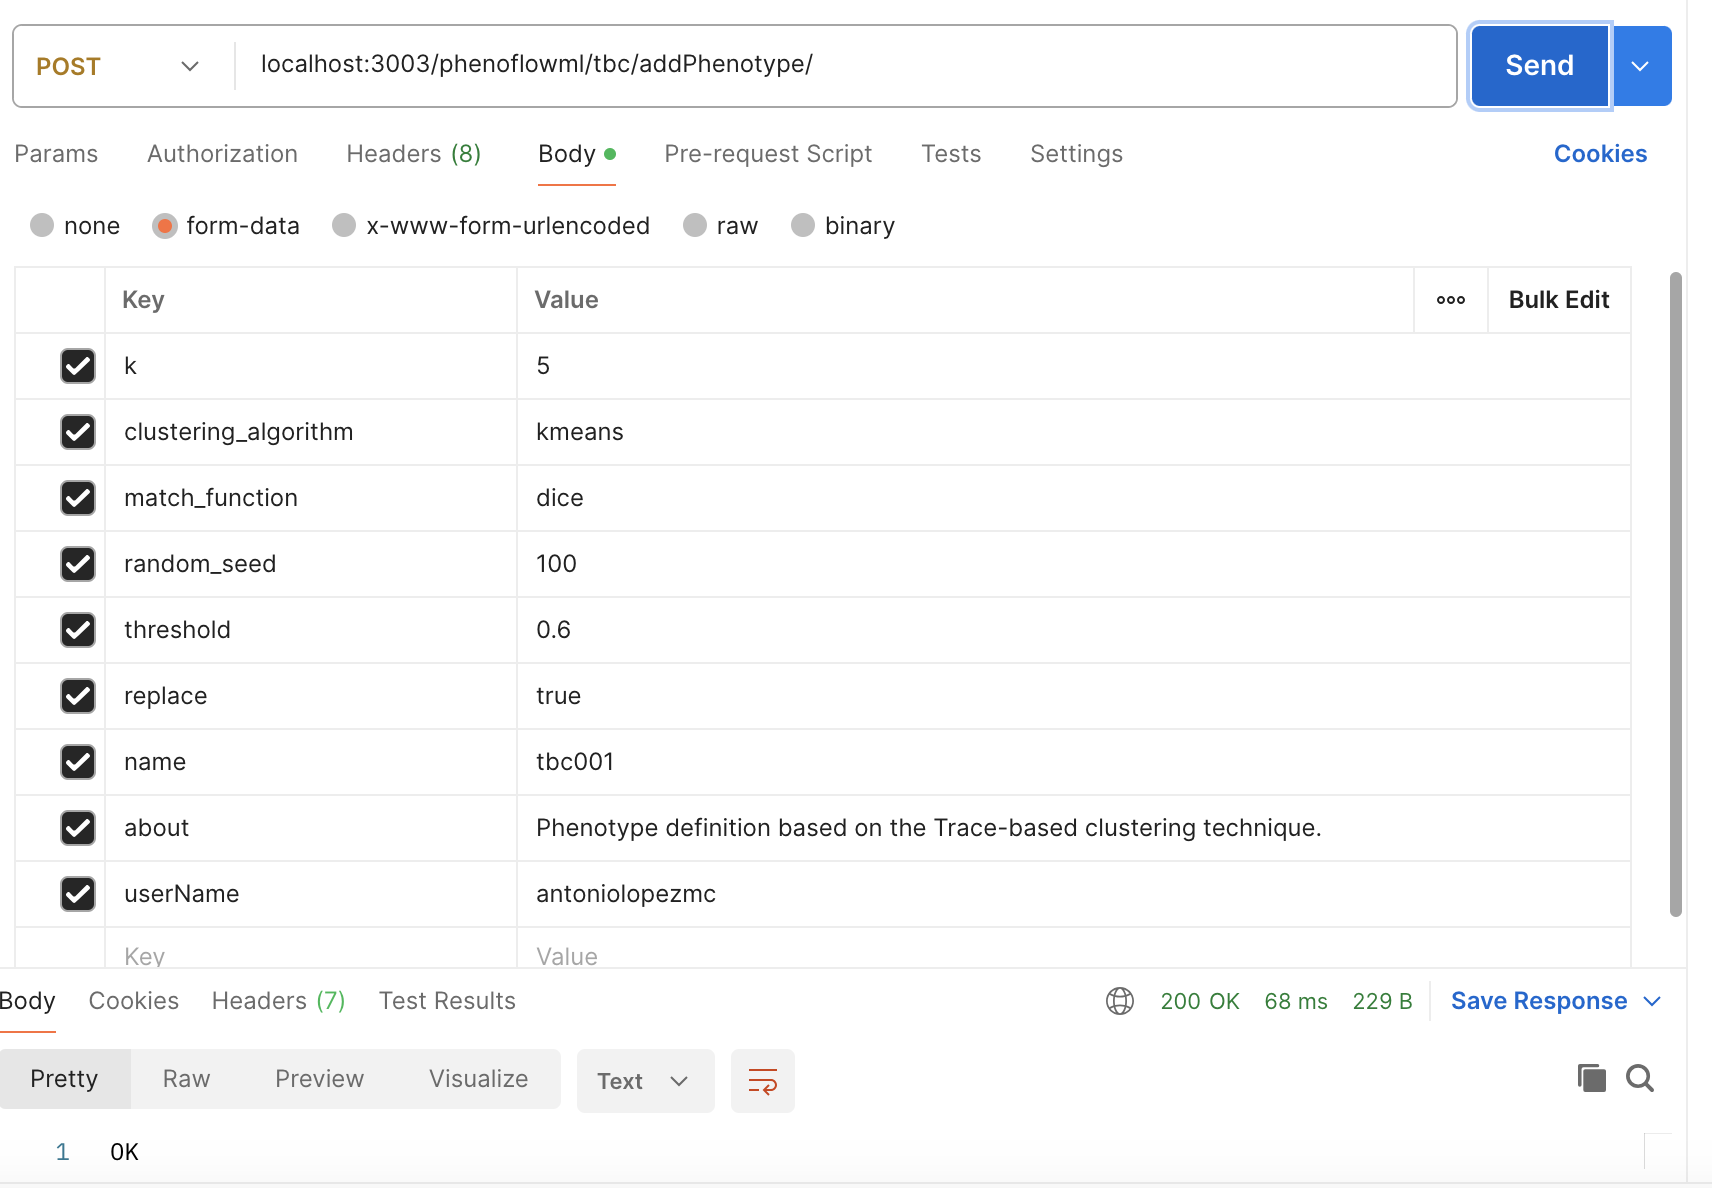 POST localhost:3003/phenoflowml/tbc/addPhenotype/ Send
Params Authorization Headers (8) Body Pre-request Script Tests Settings Cookies
none form-data x-www-form-urlencoded raw binary
Key Value ooo Bulk Edit
k 5
clustering_algorithm kmeans
match_function dice
random_seed 100
threshold 0.6
replace true
name tbc001
about Phenotype definition based on the Trace-based clustering technique.
userName antoniolopezmc
Key Value
Body Cookies Headers (7) Test Results 200 OK 68 ms 229 B Save Response
Pretty Raw Preview Visualize Text
1 OK